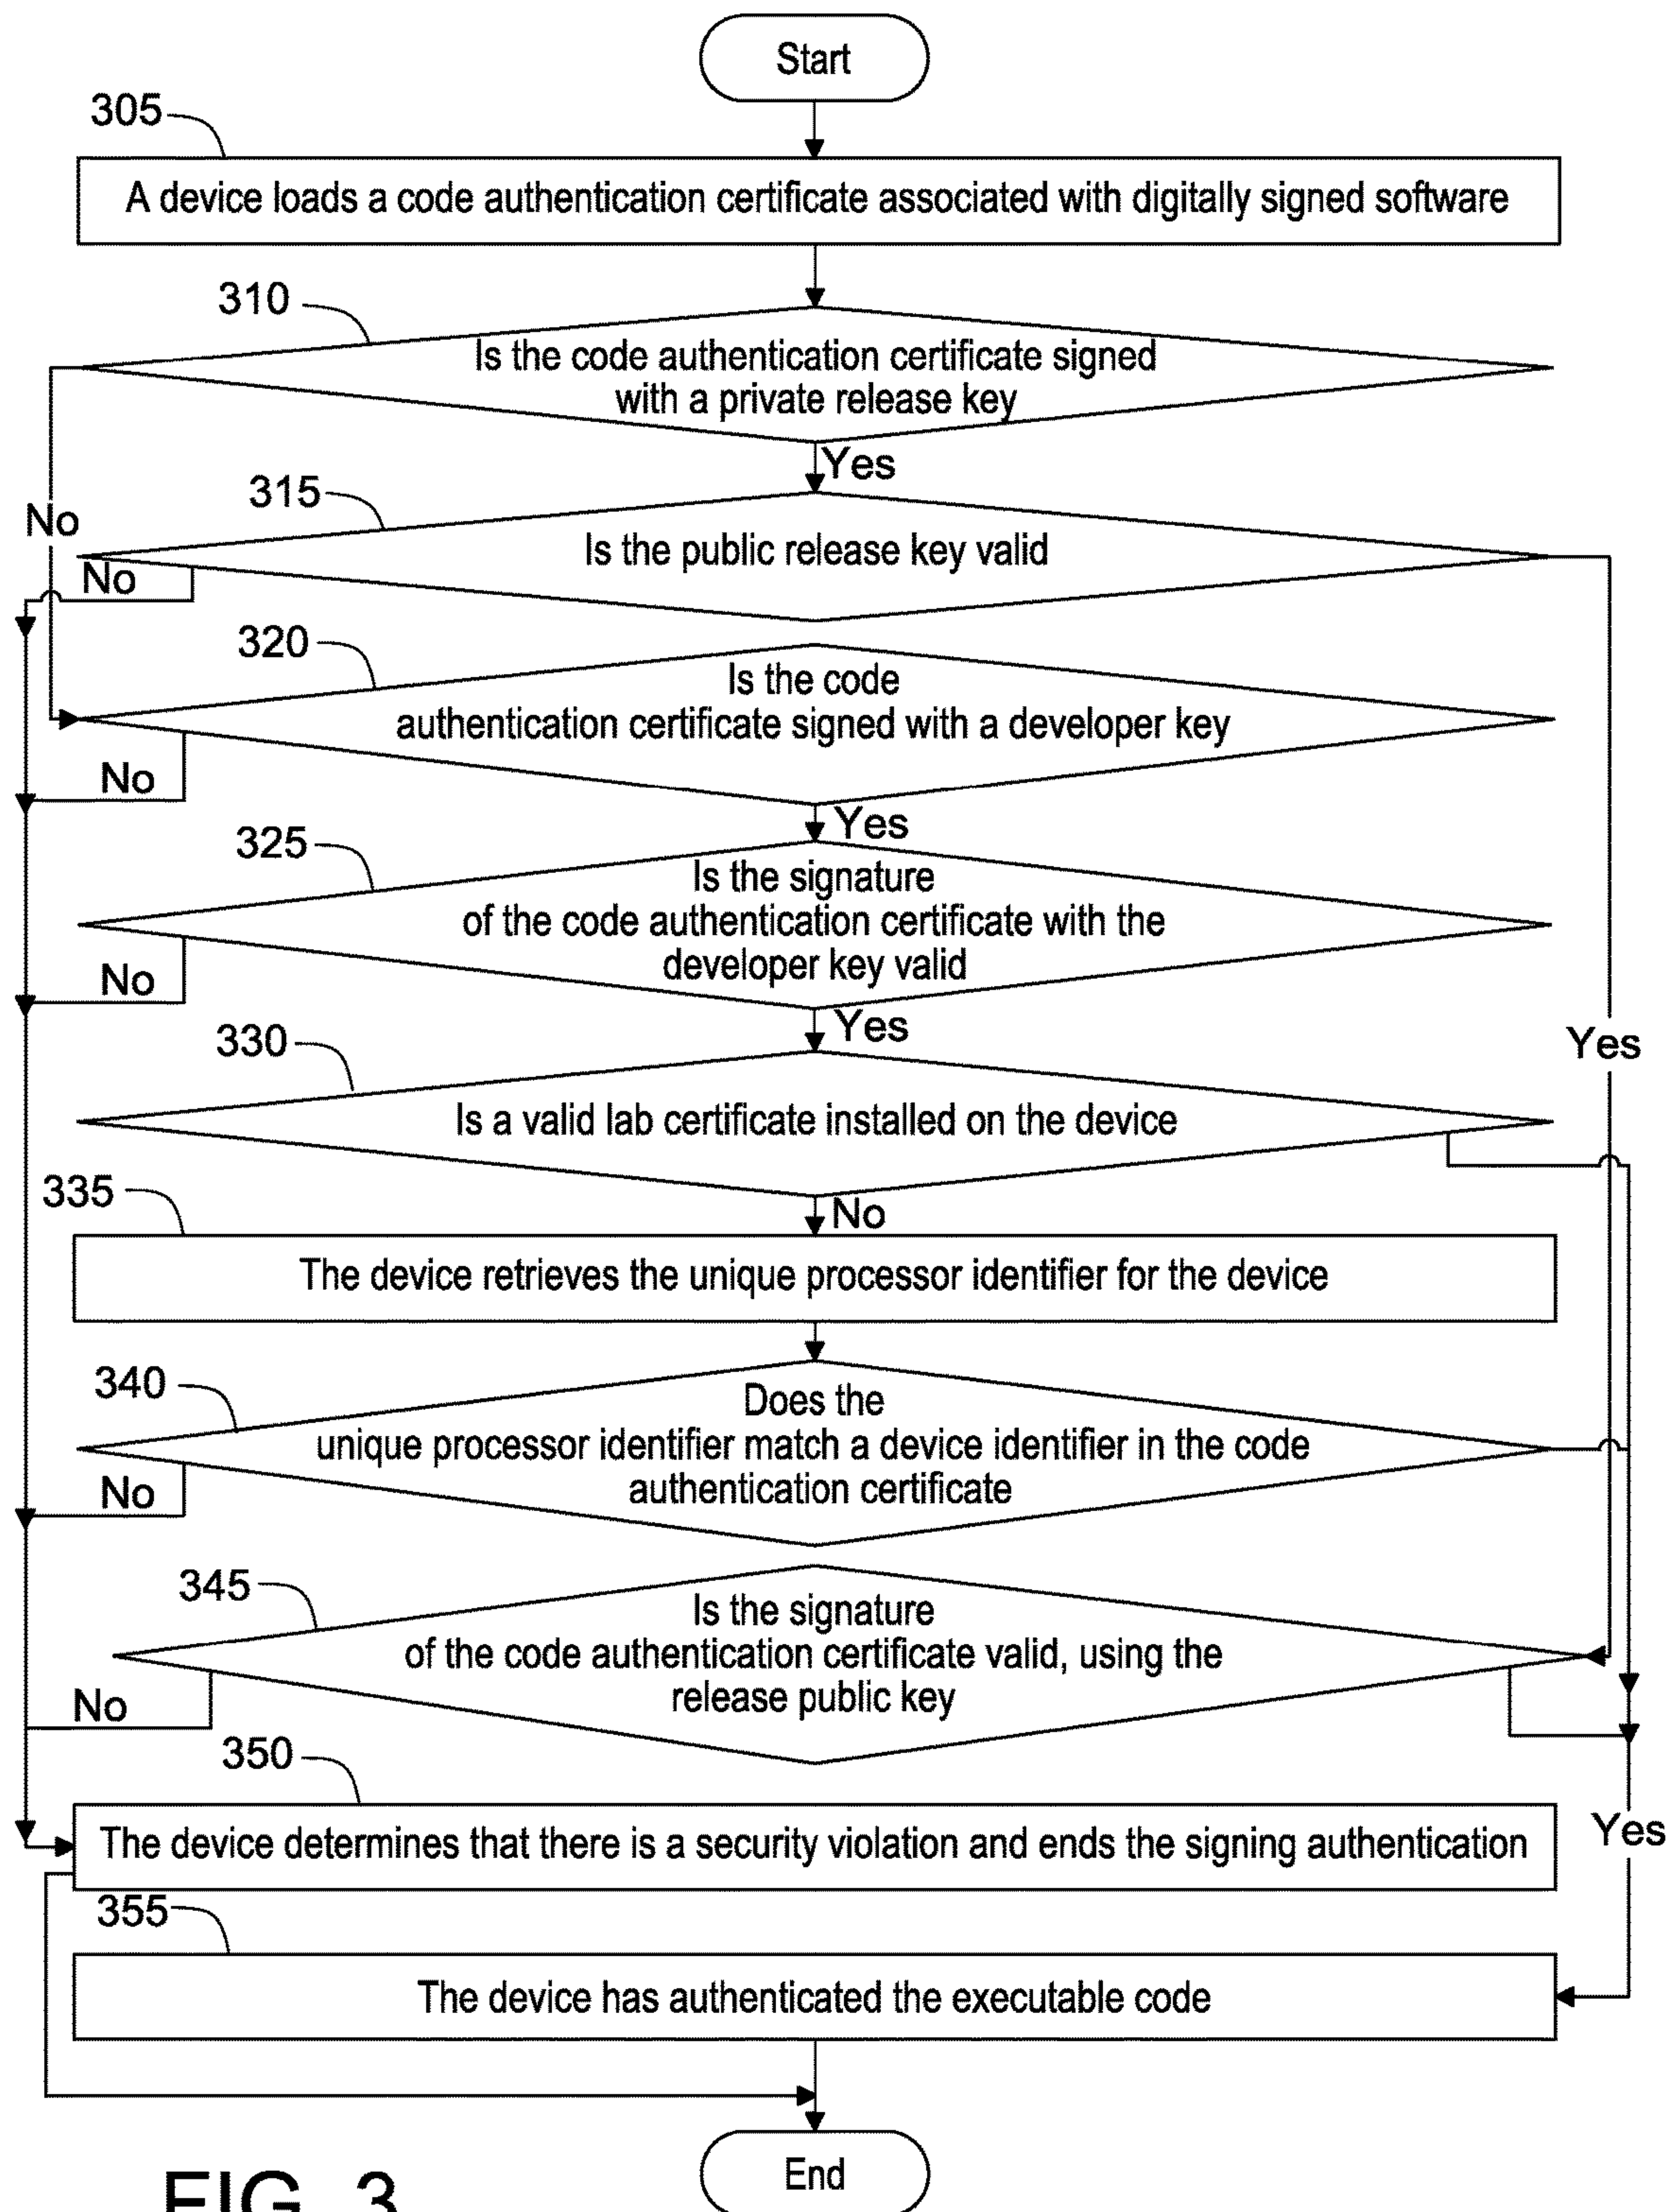 Start
305
A device loads a code authentication certificate associated with digitally signed software
310
Is the code authentication certificate signed
with a private release key
Yes
315
No
Is the public release key valid
No
320
Is the code
authentication certificate signed with a developer key
No
Yes
325
Is the signature
of the code authentication certificate with the
developer key valid
No
Yes
330
Yes
Is a valid lab certificate installed on the device
335
No
The device retrieves the unique processor identifier for the device
340
Does the
unique processor identifier match a device identifier in the code
authentication certificate
No
345
Is the signature
of the code authentication certificate valid, using the
release public key
No
350
The device determines that there is a security violation and ends the signing authentication
Yes
355
The device has authenticated the executable code
End
FIG. 3